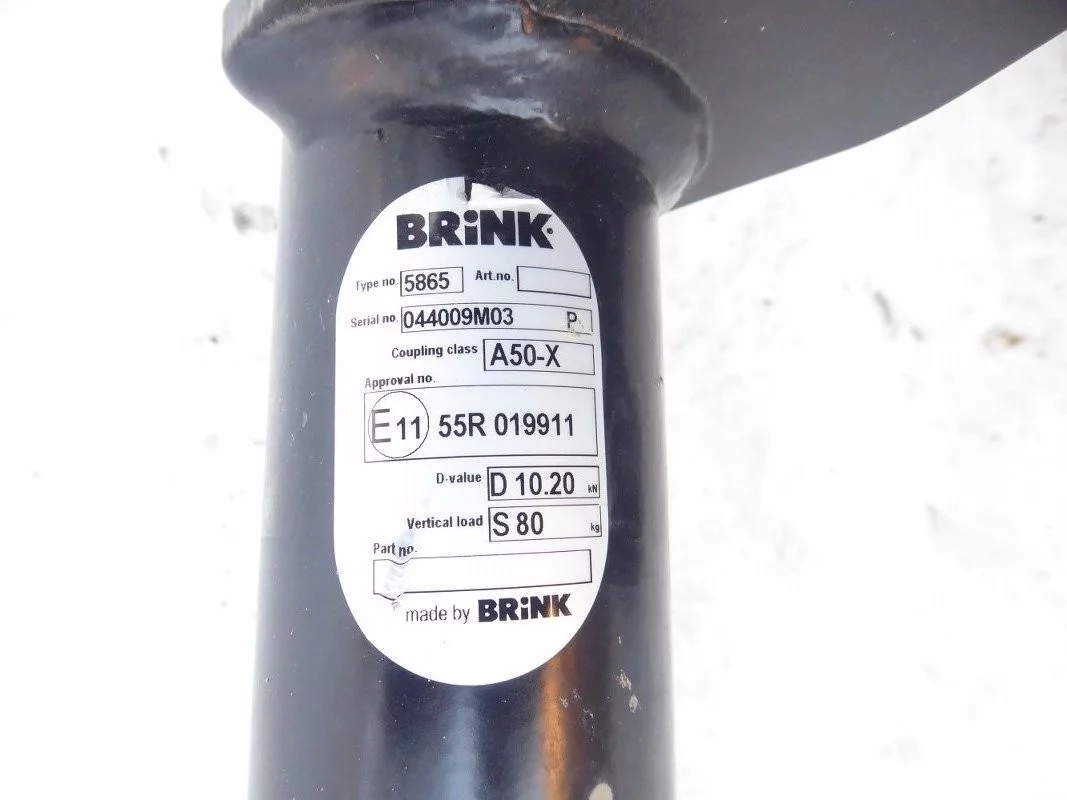 BRiNK
Type no. 5865 Art.no.
Serial no. 044009M03 P
Coupling class A50-X
Approval no.
E11 55R 019911
D-value D 10.20 kN
Vertical load S 80 kg
Part no.
made by BRiNK